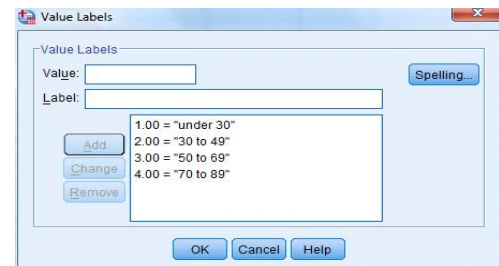 Value Labels
Value Labels
Value:
Spelling...
Label:
1.00 = "under 30"
Add
2.00 = "30 to 49"
3.00 = "50 to 69"
Change
4.00 = "70 to 89"
Remove
OK Cancel Help